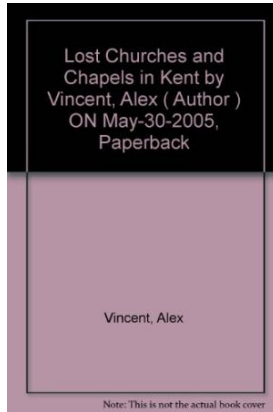 Lost Churches and
Chapels in Kent by
Vincent, Alex ( Author )
ON May-30-2005,
Paperback
Vincent, Alex
Note: This is not the actual book cover